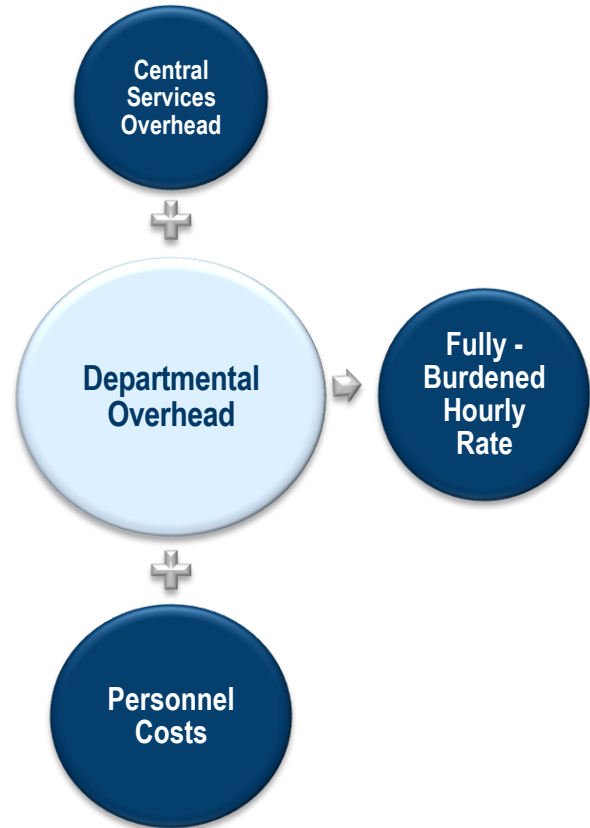 Central
Services
Overhead
Departmental
Overhead
Fully -
Burdened
Hourly
Rate
Personnel
Costs